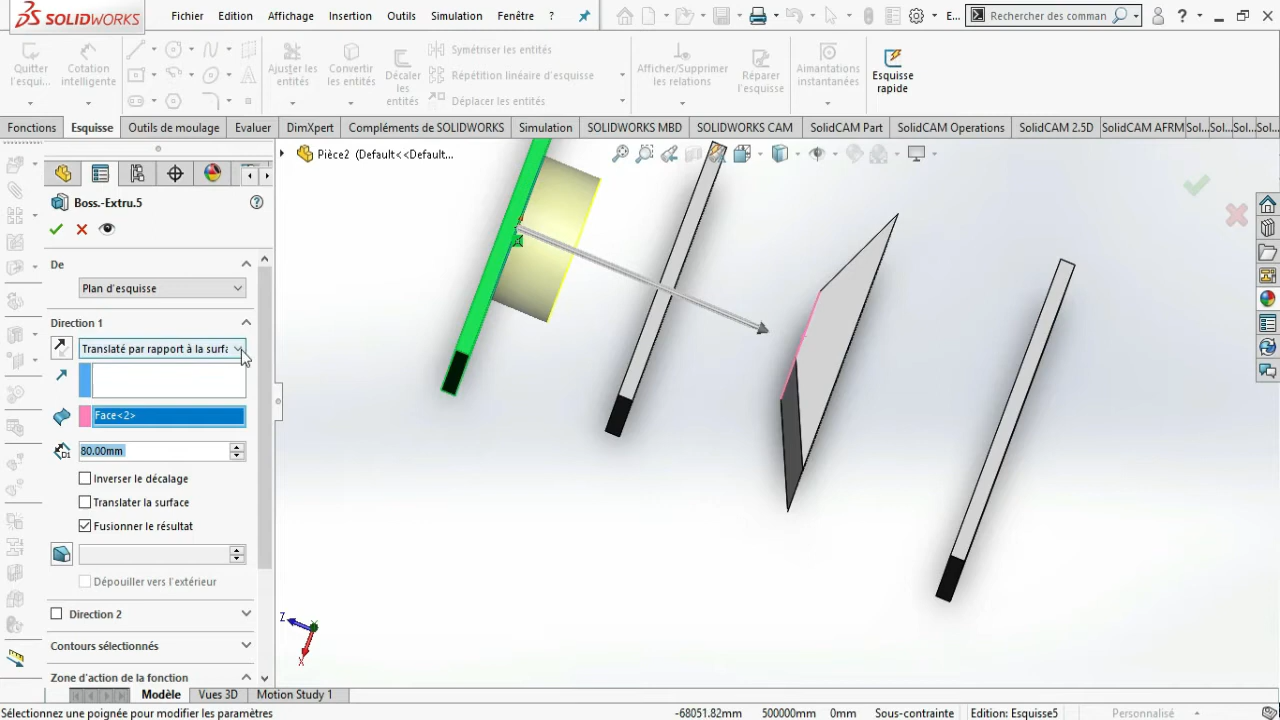 SOLIDWORKS
Fichier Edition Affichage Insertion Outils Simulation Fenêtre ?
E... Rechercher des comman
Quitter l'esqui...
Cotation intelligente
Ajuster les entités
Convertir les entités
Décaler les entités
Symétriser les entités
Répétition linéaire d'esquisse
Déplacer les entités
Afficher/Supprimer les relations
Réparer l'esquisse
Aimantations instantanées
Esquisse rapide
Fonctions Esquisse Outils de moulage Evaluer DimXpert Compléments de SOLIDWORKS Simulation SOLIDWORKS MBD SOLIDWORKS CAM SolidCAM Part SolidCAM Operations SolidCAM 2.5D SolidCAM AFRM Sol... Sol... Sol...
Pièce2 (Default<<Default...
Boss.-Extru.5
De
Plan d'esquisse
Direction 1
Translaté par rapport à la surfa
Face<2>
80.00mm
Inverser le décalage
Translater la surface
Fusionner le résultat
Dépouiller vers l'extérieur
Direction 2
Contours sélectionnés
Zone d'action de la fonction
Z
X
Modèle Vues 3D Motion Study 1
Sélectionnez une poignée pour modifier les paramètres -68051.82mm 500000mm 0mm Sous-contrainte Edition: Esquisse5 Personnalisé